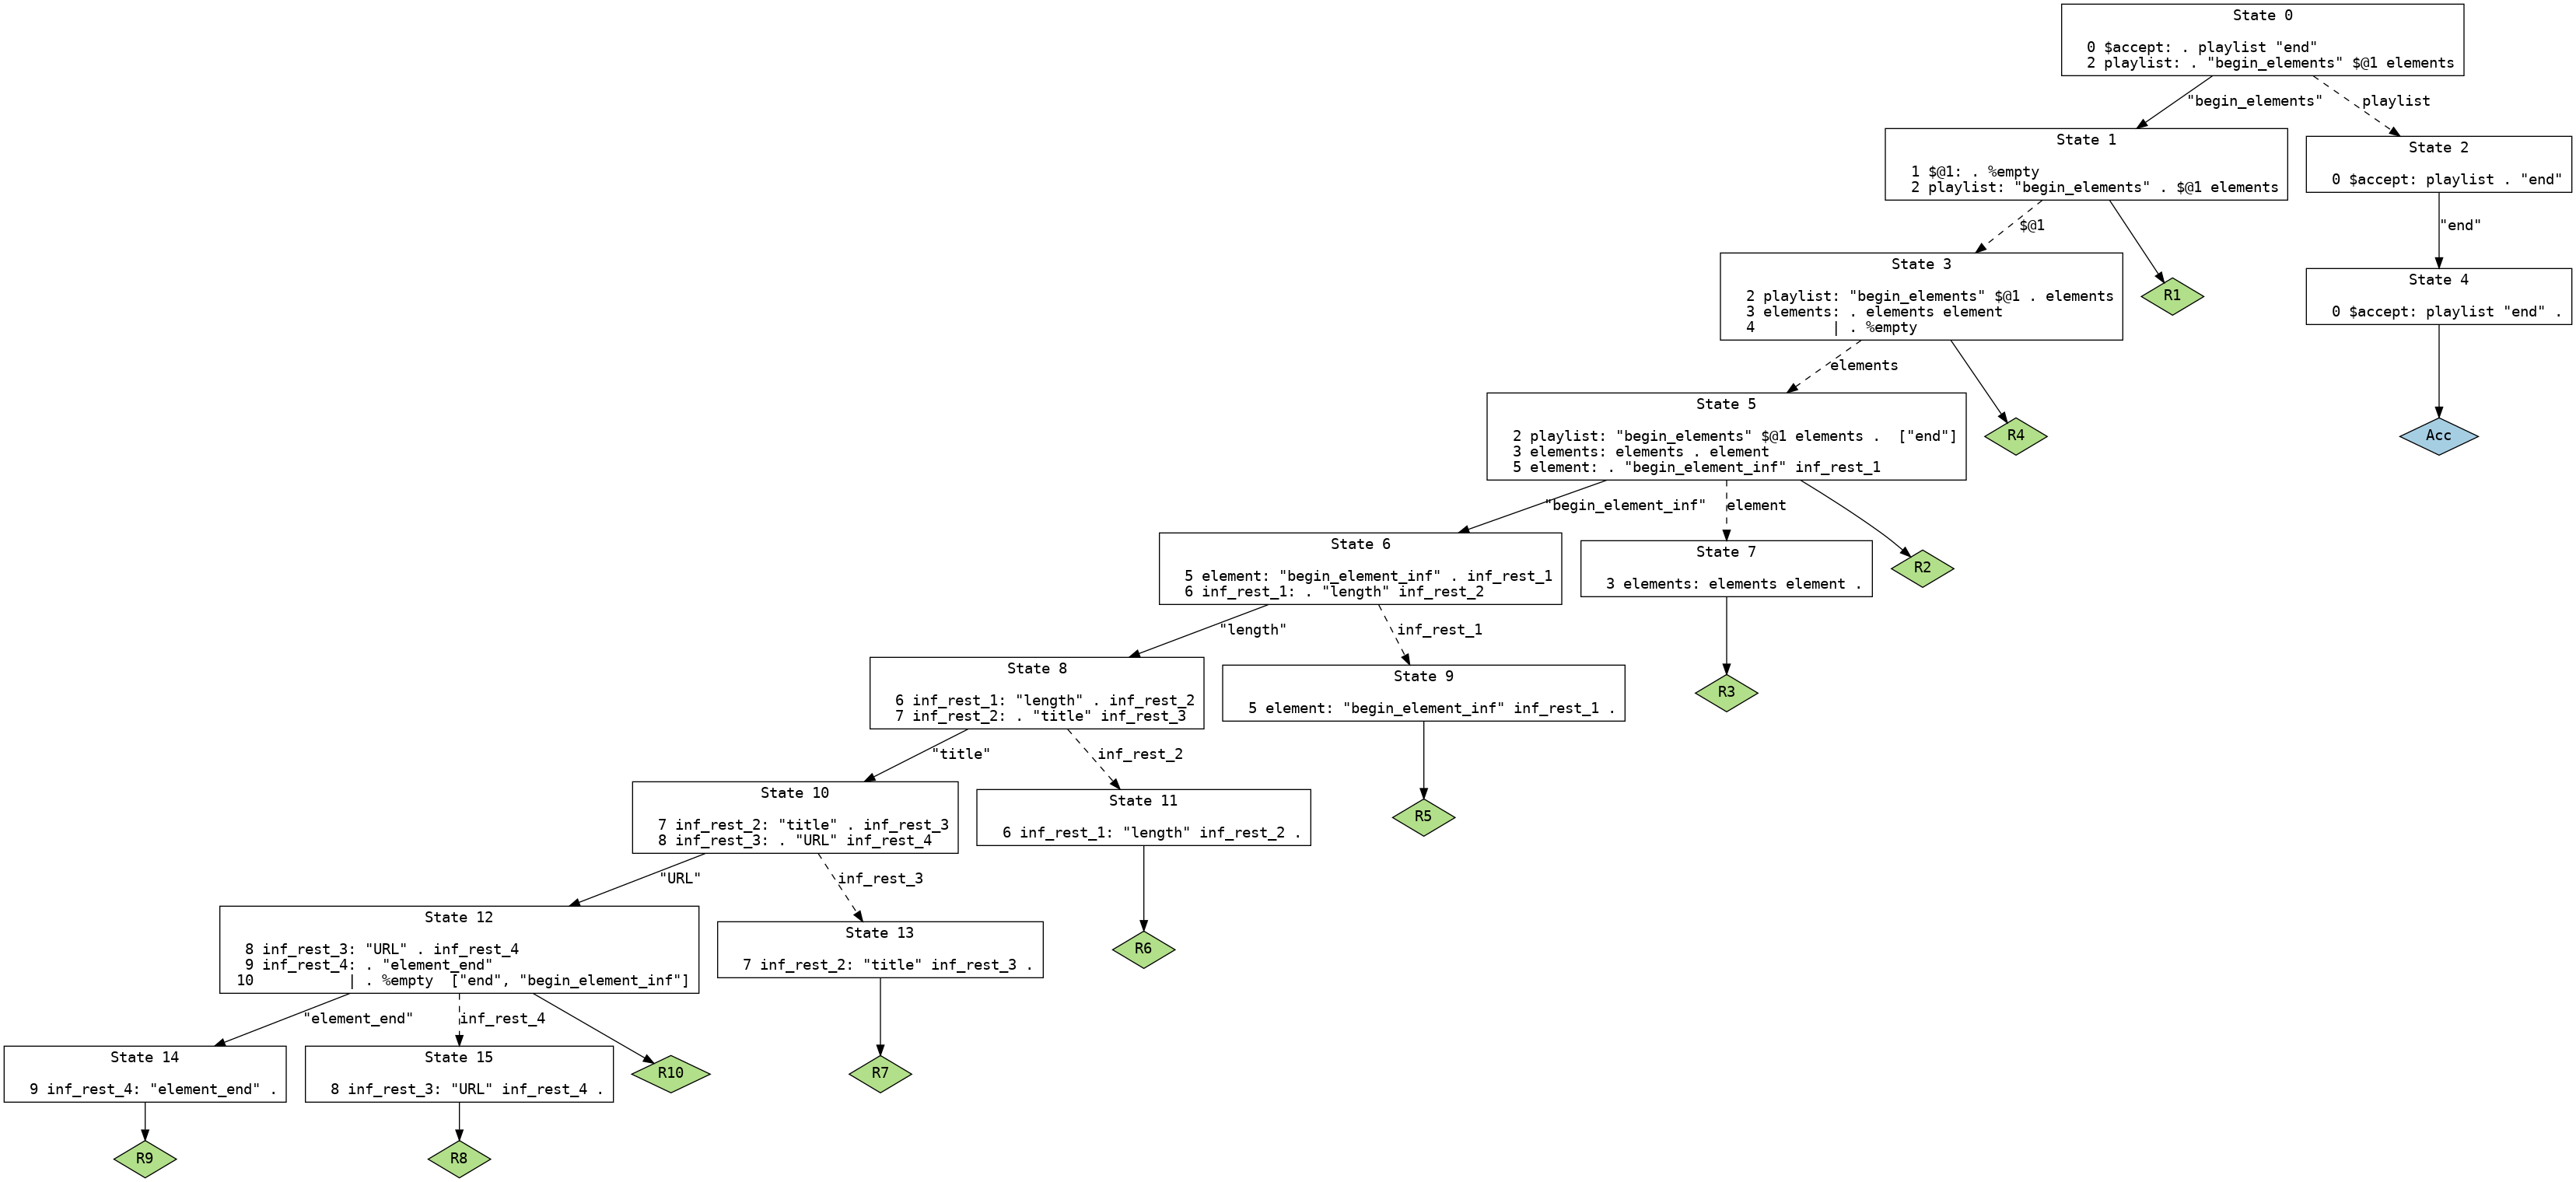 State 0
0 $accept: . playlist "end"
2 playlist: . "begin_elements" $@1 elements
"begin_elements"
playlist
State 1
1 $@1: . %empty
2 playlist: "begin_elements" . $@1 elements
State 2
0 $accept: playlist . "end"
$@1
"end"
State 3
2 playlist: "begin_elements" $@1 . elements
3 elements: . elements element
4 | . %empty
R1
State 4
0 $accept: playlist "end" .
elements
State 5
2 playlist: "begin_elements" $@1 elements . ["end"]
3 elements: elements . element
5 element: . "begin_element_inf" inf_rest_1
R4
Acc
"begin_element_inf"
element
State 6
5 element: "begin_element_inf" . inf_rest_1
6 inf_rest_1: . "length" inf_rest_2
State 7
3 elements: elements element .
R2
"length"
inf_rest_1
State 8
6 inf_rest_1: "length" . inf_rest_2
7 inf_rest_2: . "title" inf_rest_3
State 9
5 element: "begin_element_inf" inf_rest_1 .
R3
"title"
inf_rest_2
State 10
7 inf_rest_2: "title" . inf_rest_3
8 inf_rest_3: . "URL" inf_rest_4
State 11
6 inf_rest_1: "length" inf_rest_2 .
R5
"URL"
inf_rest_3
State 12
8 inf_rest_3: "URL" . inf_rest_4
9 inf_rest_4: . "element_end"
10 | . %empty ["end", "begin_element_inf"]
State 13
7 inf_rest_2: "title" inf_rest_3 .
R6
"element_end"
inf_rest_4
State 14
9 inf_rest_4: "element_end" .
State 15
8 inf_rest_3: "URL" inf_rest_4 .
R10
R7
R9
R8